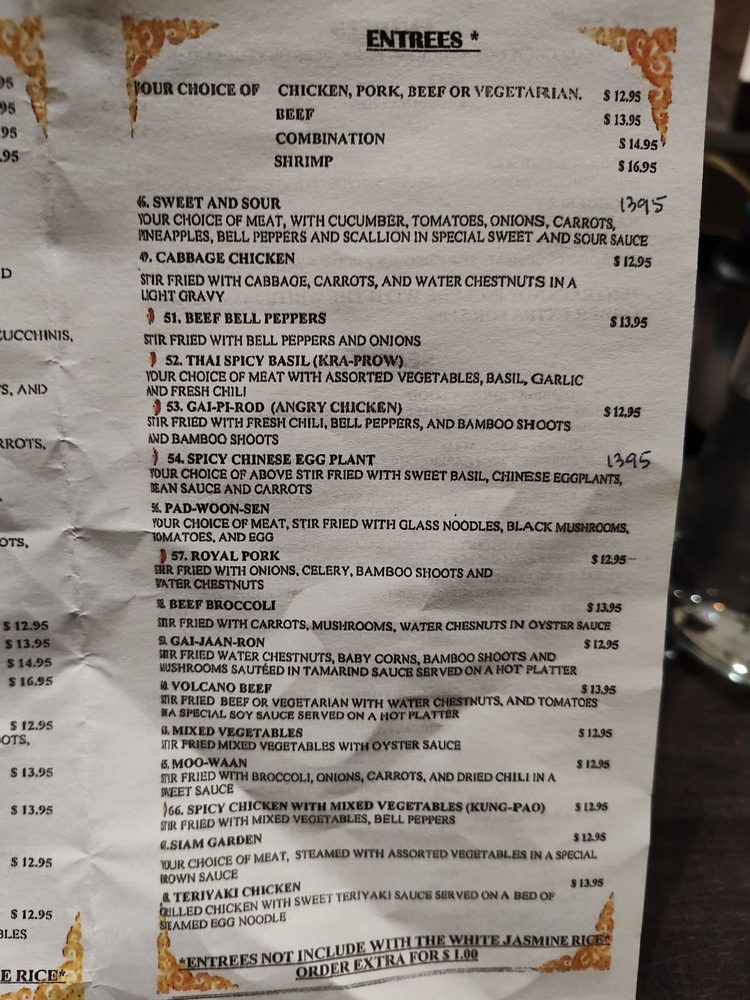 95
95
95
.95
D
UCCHINIS,
S, AND
RROTS,
OTS,
$ 12.95
$ 13.95
$ 14.95
$ 16.95
$ 12.95
OTS,
$ 13.95
$ 13.95
$ 12.95
$ 12.95
BLES
E RICE*
ENTREES *
YOUR CHOICE OF CHICKEN, PORK, BEEF OR VEGETAIRIAN. $ 12.95
BEEF $ 13.95
COMBINATION $ 14.95
SHRIMP $ 16.95
46. SWEET AND SOUR 1395
YOUR CHOICE OF MEAT, WITH CUCUMBER, TOMATOES, ONIONS, CARROTS,
PINEAPPLES, BELL PEPPERS AND SCALLION IN SPECIAL SWEET AND SOUR SAUCE
49. CABBAGE CHICKEN $ 12.95
STIR FRIED WITH CABBAGE, CARROTS, AND WATER CHESTNUTS IN A
LIGHT GRAVY
51. BEEF BELL PEPPERS $ 13.95
STIR FRIED WITH BELL PEPPERS AND ONIONS
52. THAI SPICY BASIL (KRA-PROW)
YOUR CHOICE OF MEAT WITH ASSORTED VEGETABLES, BASIL, GARLIC
AND FRESH CHILI
53. GAI-PI-ROD (ANGRY CHICKEN) $ 12.95
STIR FRIED WITH FRESH CHILI, BELL PEPPERS, AND BAMBOO SHOOTS
AND BAMBOO SHOOTS
54. SPICY CHINESE EGG PLANT 1395
YOUR CHOICE OF ABOVE STIR FRIED WITH SWEET BASIL, CHINESE EGGPLANTS,
BEAN SAUCE AND CARROTS
56. PAD-WOON-SEN
YOUR CHOICE OF MEAT, STIR FRIED WITH GLASS NOODLES, BLACK MUSHROOMS,
TOMATOES, AND EGG
57. ROYAL PORK $ 12.95
STIR FRIED WITH ONIONS, CELERY, BAMBOO SHOOTS AND
WATER CHESTNUTS
58. BEEF BROCCOLI $ 13.95
STIR FRIED WITH CARROTS, MUSHROOMS, WATER CHESNUTS IN OYSTER SAUCE
59. GAI-JAAN-RON $ 12.95
STIR FRIED WATER CHESTNUTS, BABY CORNS, BAMBOO SHOOTS AND
MUSHROOMS SAUTÉED IN TAMARIND SAUCE SERVED ON A HOT PLATTER
VOLCANO BEEF $ 13.95
STIR FRIED BEEF OR VEGETARIAN WITH WATER CHESTNUTS, AND TOMATOES
IN A SPECIAL SOY SAUCE SERVED ON A HOT PLATTER
MIXED VEGETABLES $ 12.95
STIR FRIED MIXED VEGETABLES WITH OYSTER SAUCE
MOO-WAAN $ 12.95
STIR FRIED WITH BROCCOLI, ONIONS, CARROTS, AND DRIED CHILI IN A
SWEET SAUCE
66. SPICY CHICKEN WITH MIXED VEGETABLES (KUNG-PAO) $ 12.95
STIR FRIED WITH MIXED VEGETABLES, BELL PEPPERS
SIAM GARDEN $ 12.95
YOUR CHOICE OF MEAT, STEAMED WITH ASSORTED VEGETABLES IN A SPECIAL
BROWN SAUCE
TERIYAKI CHICKEN $ 13.95
GRILLED CHICKEN WITH SWEET TERIYAKI SAUCE SERVED ON A BED OF
STEAMED EGG NOODLE
*ENTREES NOT INCLUDE WITH THE WHITE JASMINE RICE*
ORDER EXTRA FOR $ 1.00